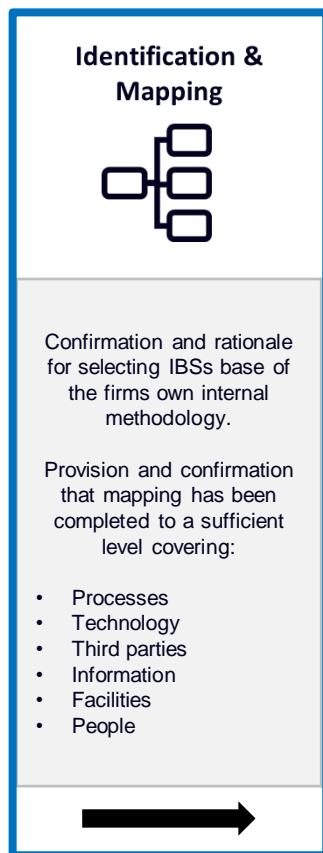 Identification &
Mapping
Confirmation and rationale
for selecting IBSs base of
the firms own internal
methodology.
Provision and confirmation
that mapping has been
completed to a sufficient
level covering:
• Processes
• Technology
• Third parties
• Information
• Facilities
• People